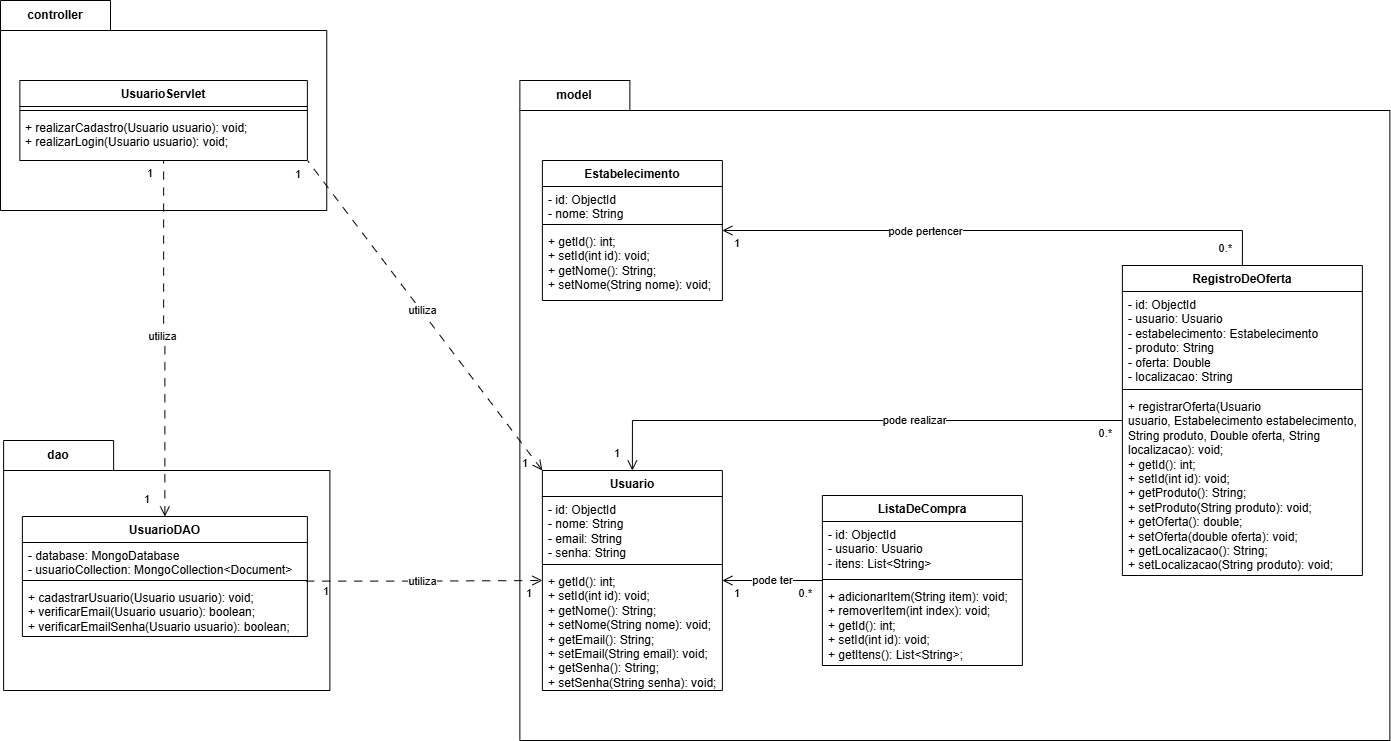 controller
UsuarioServlet
+ realizarCadastro(Usuario usuario): void;
+ realizarLogin(Usuario usuario): void;
1
1
utiliza
utiliza
dao
1
UsuarioDAO
- database: MongoDatabase
- usuarioCollection: MongoCollection<Document>
+ cadastrarUsuario(Usuario usuario): void;
+ verificarEmail(Usuario usuario): boolean;
+ verificarEmailSenha(Usuario usuario): boolean;
1
utiliza
1
model
Estabelecimento
- id: ObjectId
- nome: String
+ getId(): int;
+ setId(int id): void;
+ getNome(): String;
+ setNome(String nome): void;
1
pode pertencer
0.*
RegistroDeOferta
- id: ObjectId
- usuario: Usuario
- estabelecimento: Estabelecimento
- produto: String
- oferta: Double
- localizacao: String
+ registrarOferta(Usuario
usuario, Estabelecimento estabelecimento,
String produto, Double oferta, String
localizacao): void;
+ getId(): int;
+ setId(int id): void;
+ getProduto(): String;
+ setProduto(String produto): void;
+ getOferta(): double;
+ setOferta(double oferta): void;
+ getLocalizacao(): String;
+ setLocalizacao(String produto): void;
pode realizar
0.*
1
1
Usuario
- id: ObjectId
- nome: String
- email: String
- senha: String
+ getId(): int;
+ setId(int id): void;
+ getNome(): String;
+ setNome(String nome): void;
+ getEmail(): String;
+ setEmail(String email): void;
+ getSenha(): String;
+ setSenha(String senha): void;
pode ter
1
0.*
ListaDeCompra
- id: ObjectId
- usuario: Usuario
- itens: List<String>
+ adicionarItem(String item): void;
+ removerItem(int index): void;
+ getId(): int;
+ setId(int id): void;
+ getItens(): List<String>;